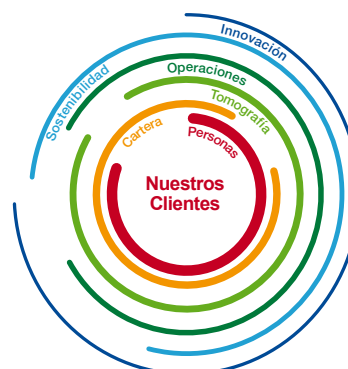 Innovación
Sostenibilidad
Operaciones
Tomografía
Cartera
Personas
Nuestros
Clientes